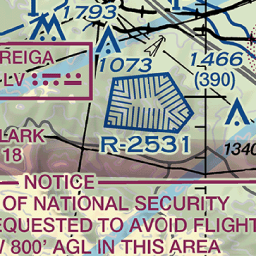 1793
REIGA
LV
1073
1466
(390)
LARK
18
R-2531
1340
NOTICE
OF NATIONAL SECURITY
EQUESTED TO AVOID FLIGHT
800' AGL IN THIS AREA